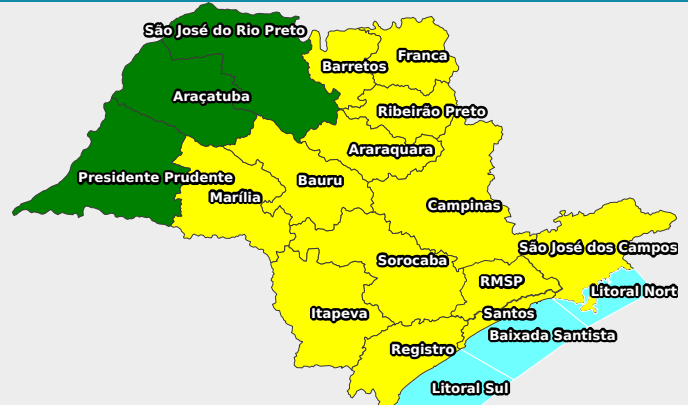 São José do Rio Preto
Franca
Barretos
Araçatuba
Ribeirão Preto
Araraquara
Presidente Prudente
Bauru
Marília
Campinas
São José dos Campos
Sorocaba
RMSP
Litoral Nort
Itapeva
Santos
Baixada Santista
Registro
Litoral Sul